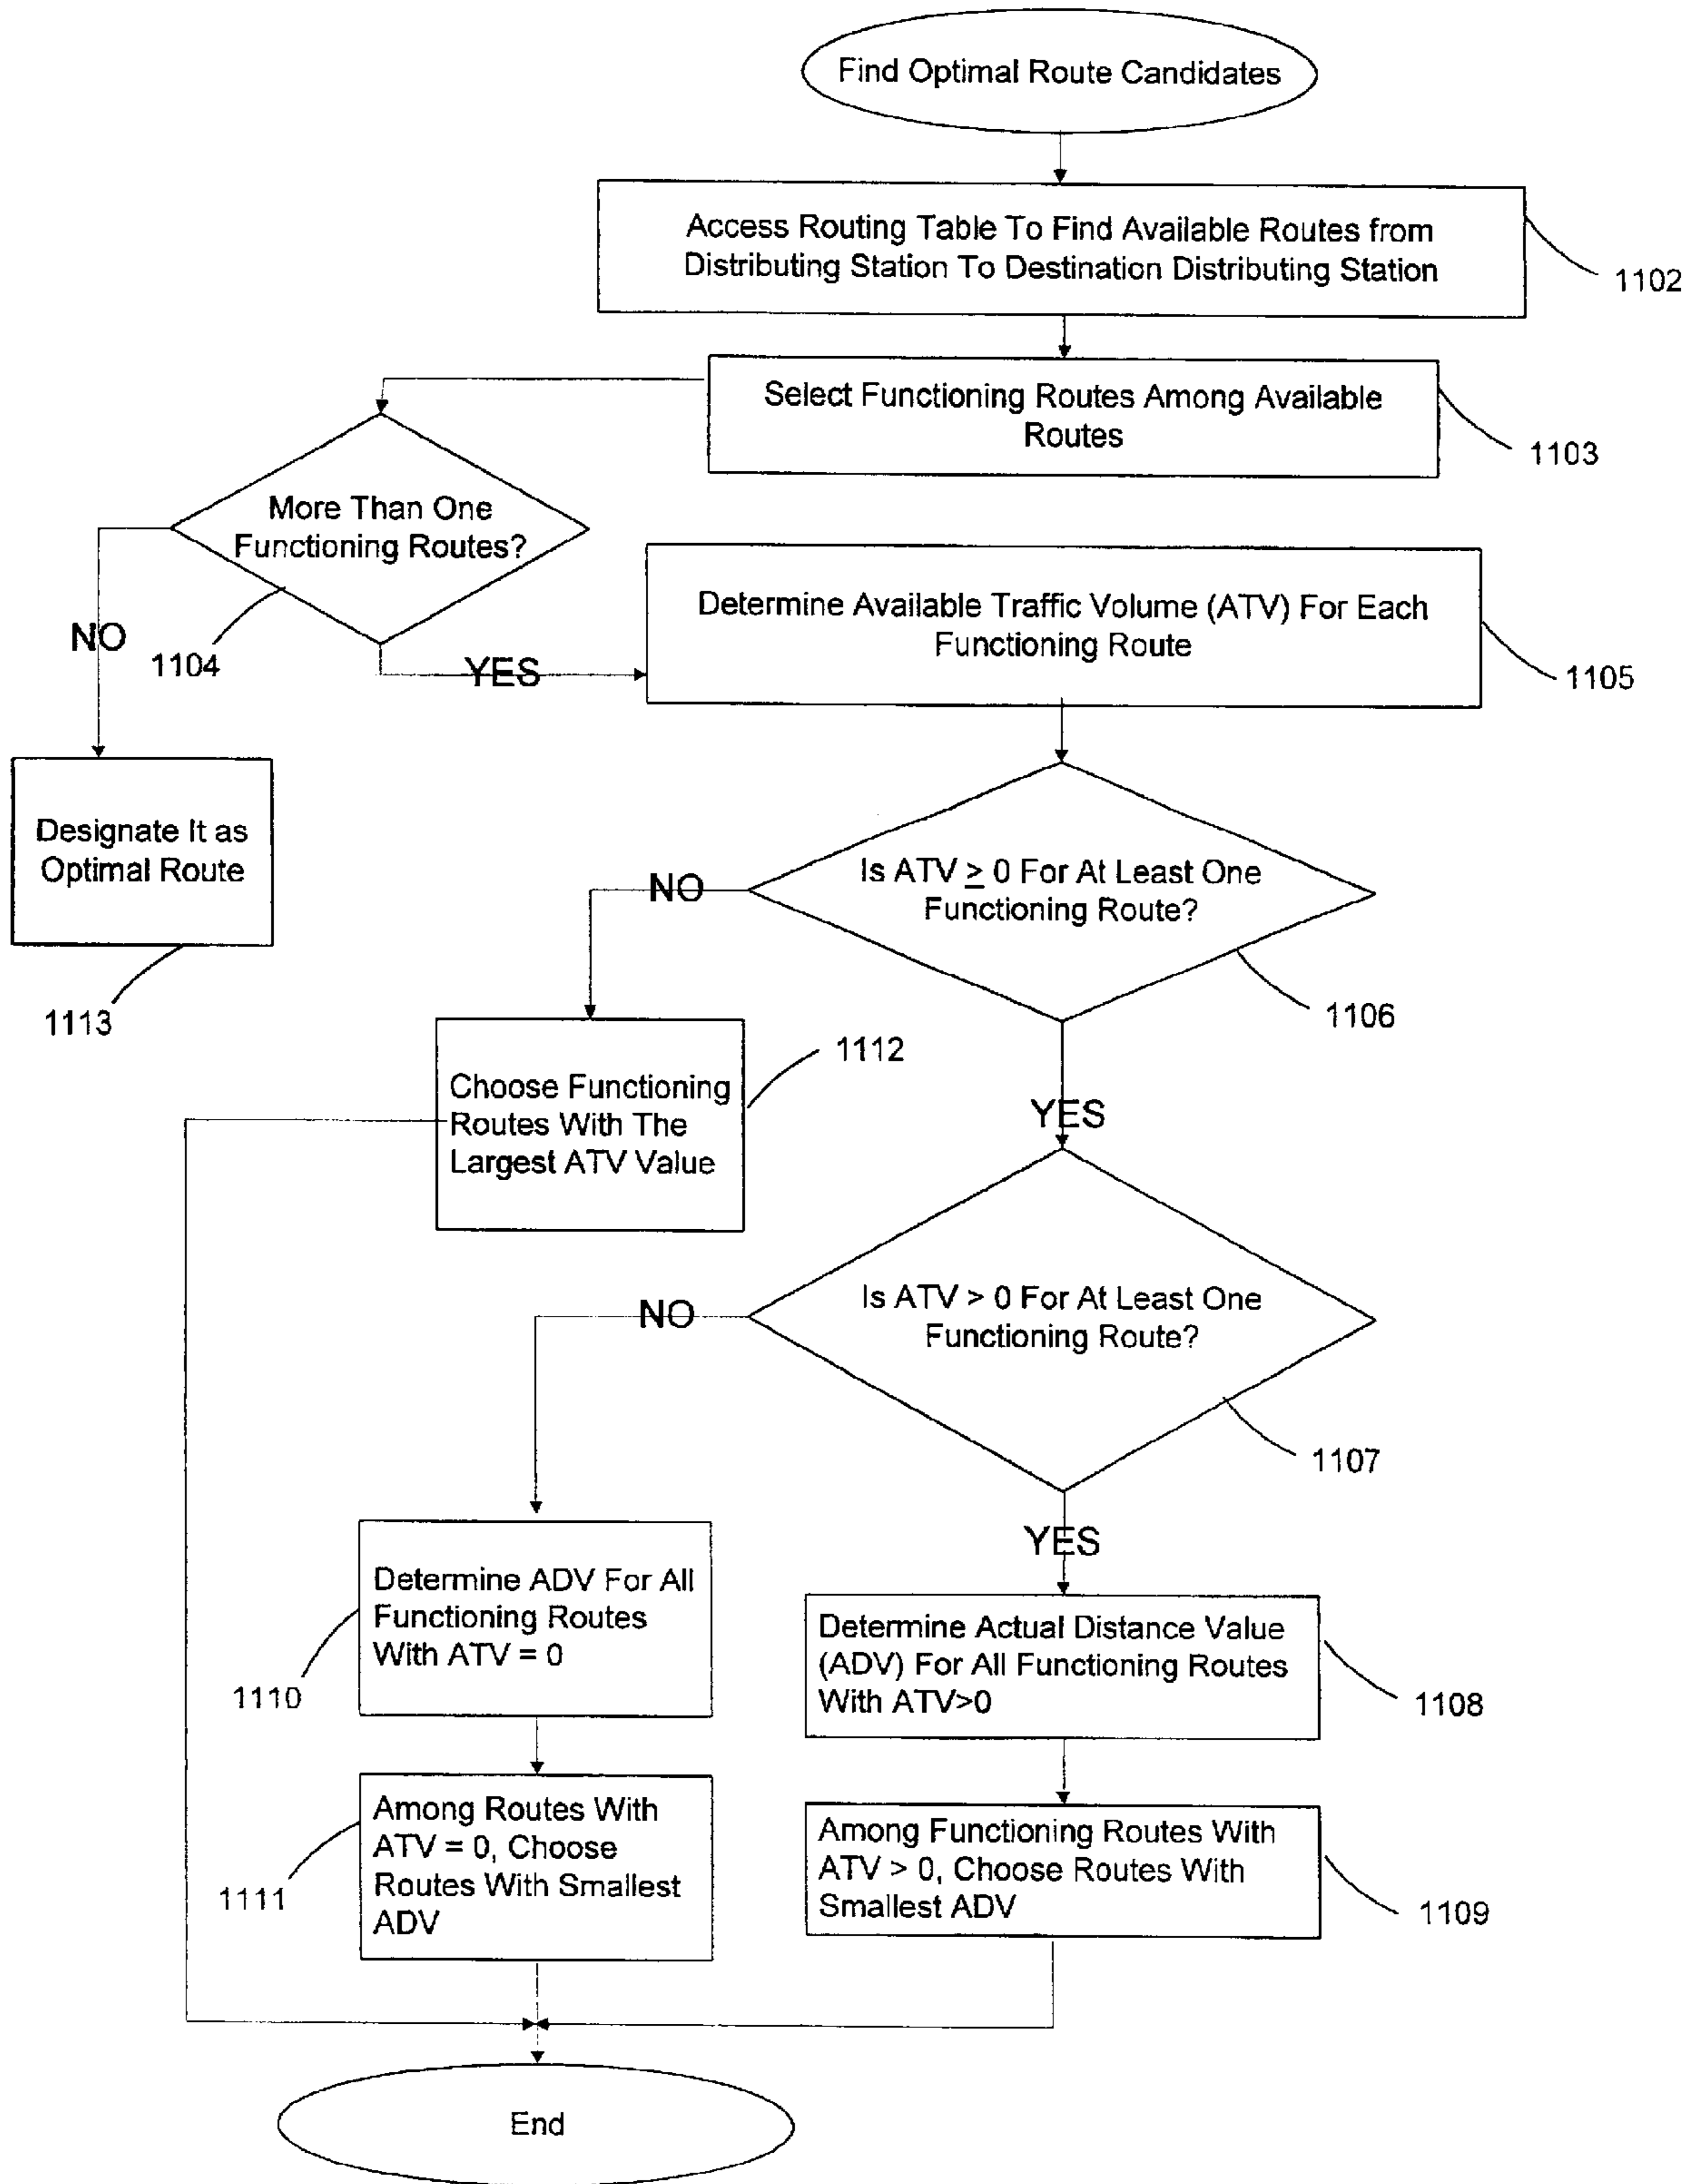 Find Optimal Route Candidates
Access Routing Table To Find Available Routes from
Distributing Station To Destination Distributing Station
1102
Select Functioning Routes Among Available
Routes
1103
More Than One
Functioning Routes?
1104
NO
YES
Determine Available Traffic Volume (ATV) For Each
Functioning Route
1105
Designate It as
Optimal Route
1113
Is ATV ≥ 0 For At Least One
Functioning Route?
1106
NO
YES
Choose Functioning
Routes With The
Largest ATV Value
1112
Is ATV > 0 For At Least One
Functioning Route?
1107
NO
YES
Determine ADV For All
Functioning Routes
With ATV = 0
1110
Determine Actual Distance Value
(ADV) For All Functioning Routes
With ATV>0
1108
Among Routes With
ATV = 0, Choose
Routes With Smallest
ADV
1111
Among Functioning Routes With
ATV > 0, Choose Routes With
Smallest ADV
1109
End